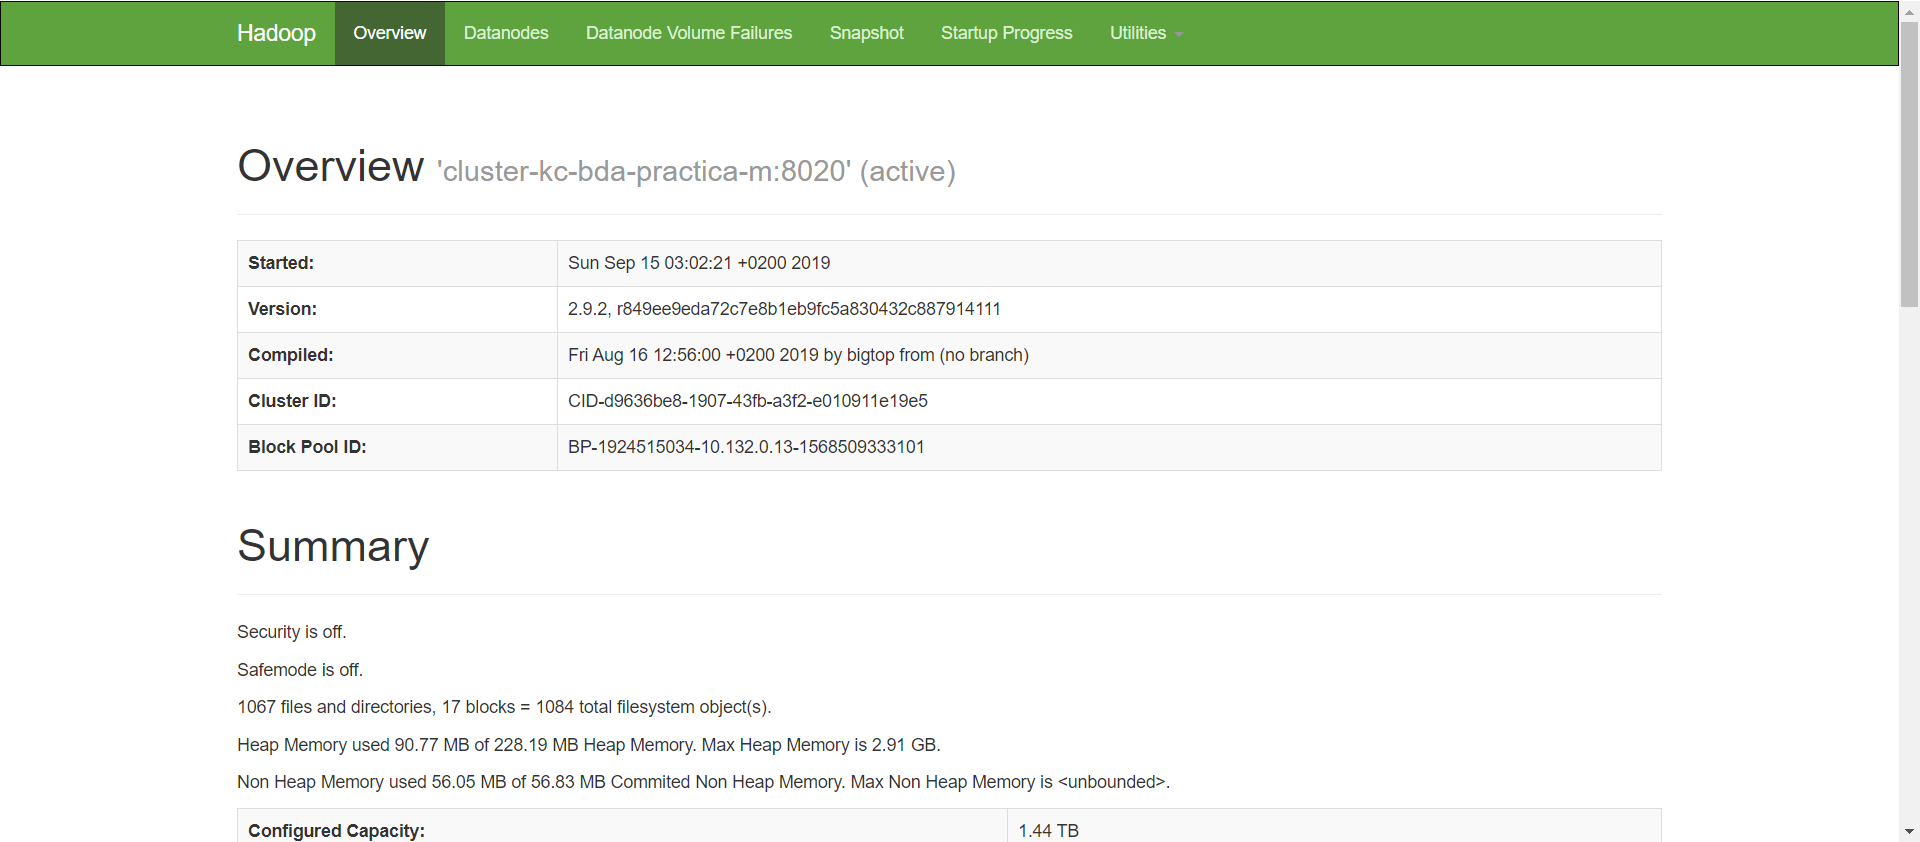 Hadoop Overview Datanodes Datanode Volume Failures Snapshot Startup Progress Utilities
Overview 'cluster-kc-bda-practica-m:8020' (active)
Started: Sun Sep 15 03:02:21 +0200 2019
Version: 2.9.2, r849ee9eda72c7e8b1eb9fc5a830432c887914111
Compiled: Fri Aug 16 12:56:00 +0200 2019 by bigtop from (no branch)
Cluster ID: CID-d9636be8-1907-43fb-a3f2-e010911e19e5
Block Pool ID: BP-1924515034-10.132.0.13-1568509333101
Summary
Security is off.
Safemode is off.
1067 files and directories, 17 blocks = 1084 total filesystem object(s).
Heap Memory used 90.77 MB of 228.19 MB Heap Memory. Max Heap Memory is 2.91 GB.
Non Heap Memory used 56.05 MB of 56.83 MB Commited Non Heap Memory. Max Non Heap Memory is <unbounded>.
Configured Capacity: 1.44 TB